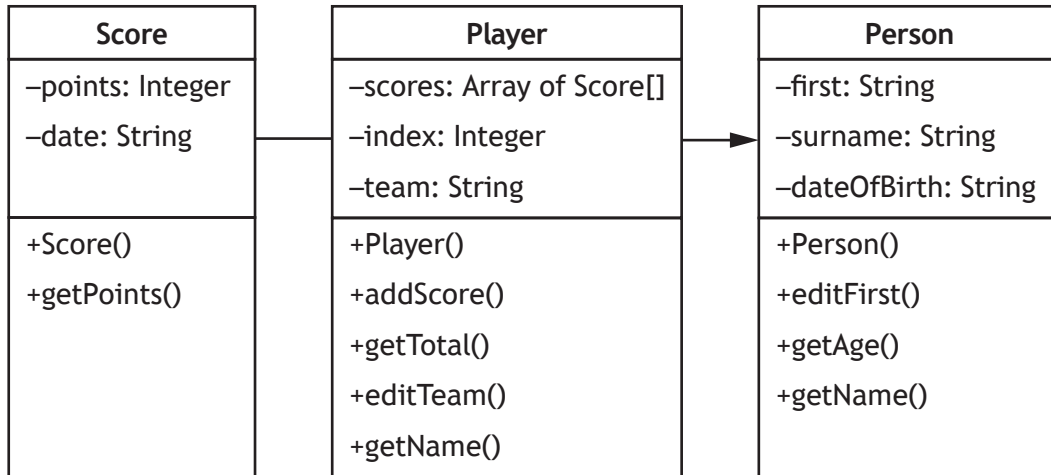 Score
–points: Integer
–date: String
+Score()
+getPoints()
Player
–scores: Array of Score[]
–index: Integer
–team: String
+Player()
+addScore()
+getTotal()
+editTeam()
+getName()
Person
–first: String
–surname: String
–dateOfBirth: String
+Person()
+editFirst()
+getAge()
+getName()